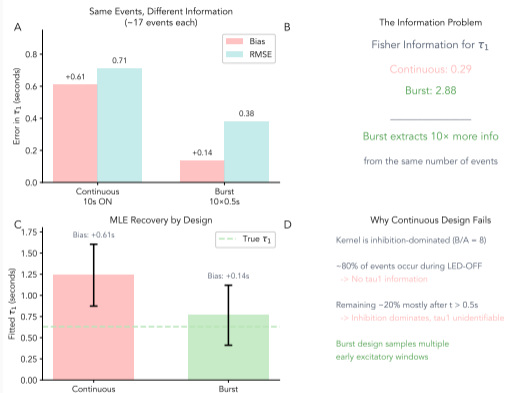 Same Events, Different Information
(~17 events each)
A
Bias
RMSE
Error in τ1 (seconds)
0.8
0.6
0.4
0.2
0.0
+0.61
0.71
+0.14
0.38
Continuous
10s ON
Burst
10×0.5s
B
The Information Problem
Fisher Information for τ1
Continuous: 0.29
Burst: 2.88
Burst extracts 10× more info
from the same number of events
C
MLE Recovery by Design
True τ1
Fitted τ1 (seconds)
1.75
1.50
1.25
1.00
0.75
0.50
0.25
0.00
Bias: +0.61s
Bias: +0.14s
Continuous
Burst
D
Why Continuous Design Fails
Kernel is inhibition-dominated (B/A = 8)
~80% of events occur during LED-OFF
-> No tau1 information
Remaining ~20% mostly after t > 0.5s
-> Inhibition dominates, tau1 unidentifiable
Burst design samples multiple
early excitatory windows